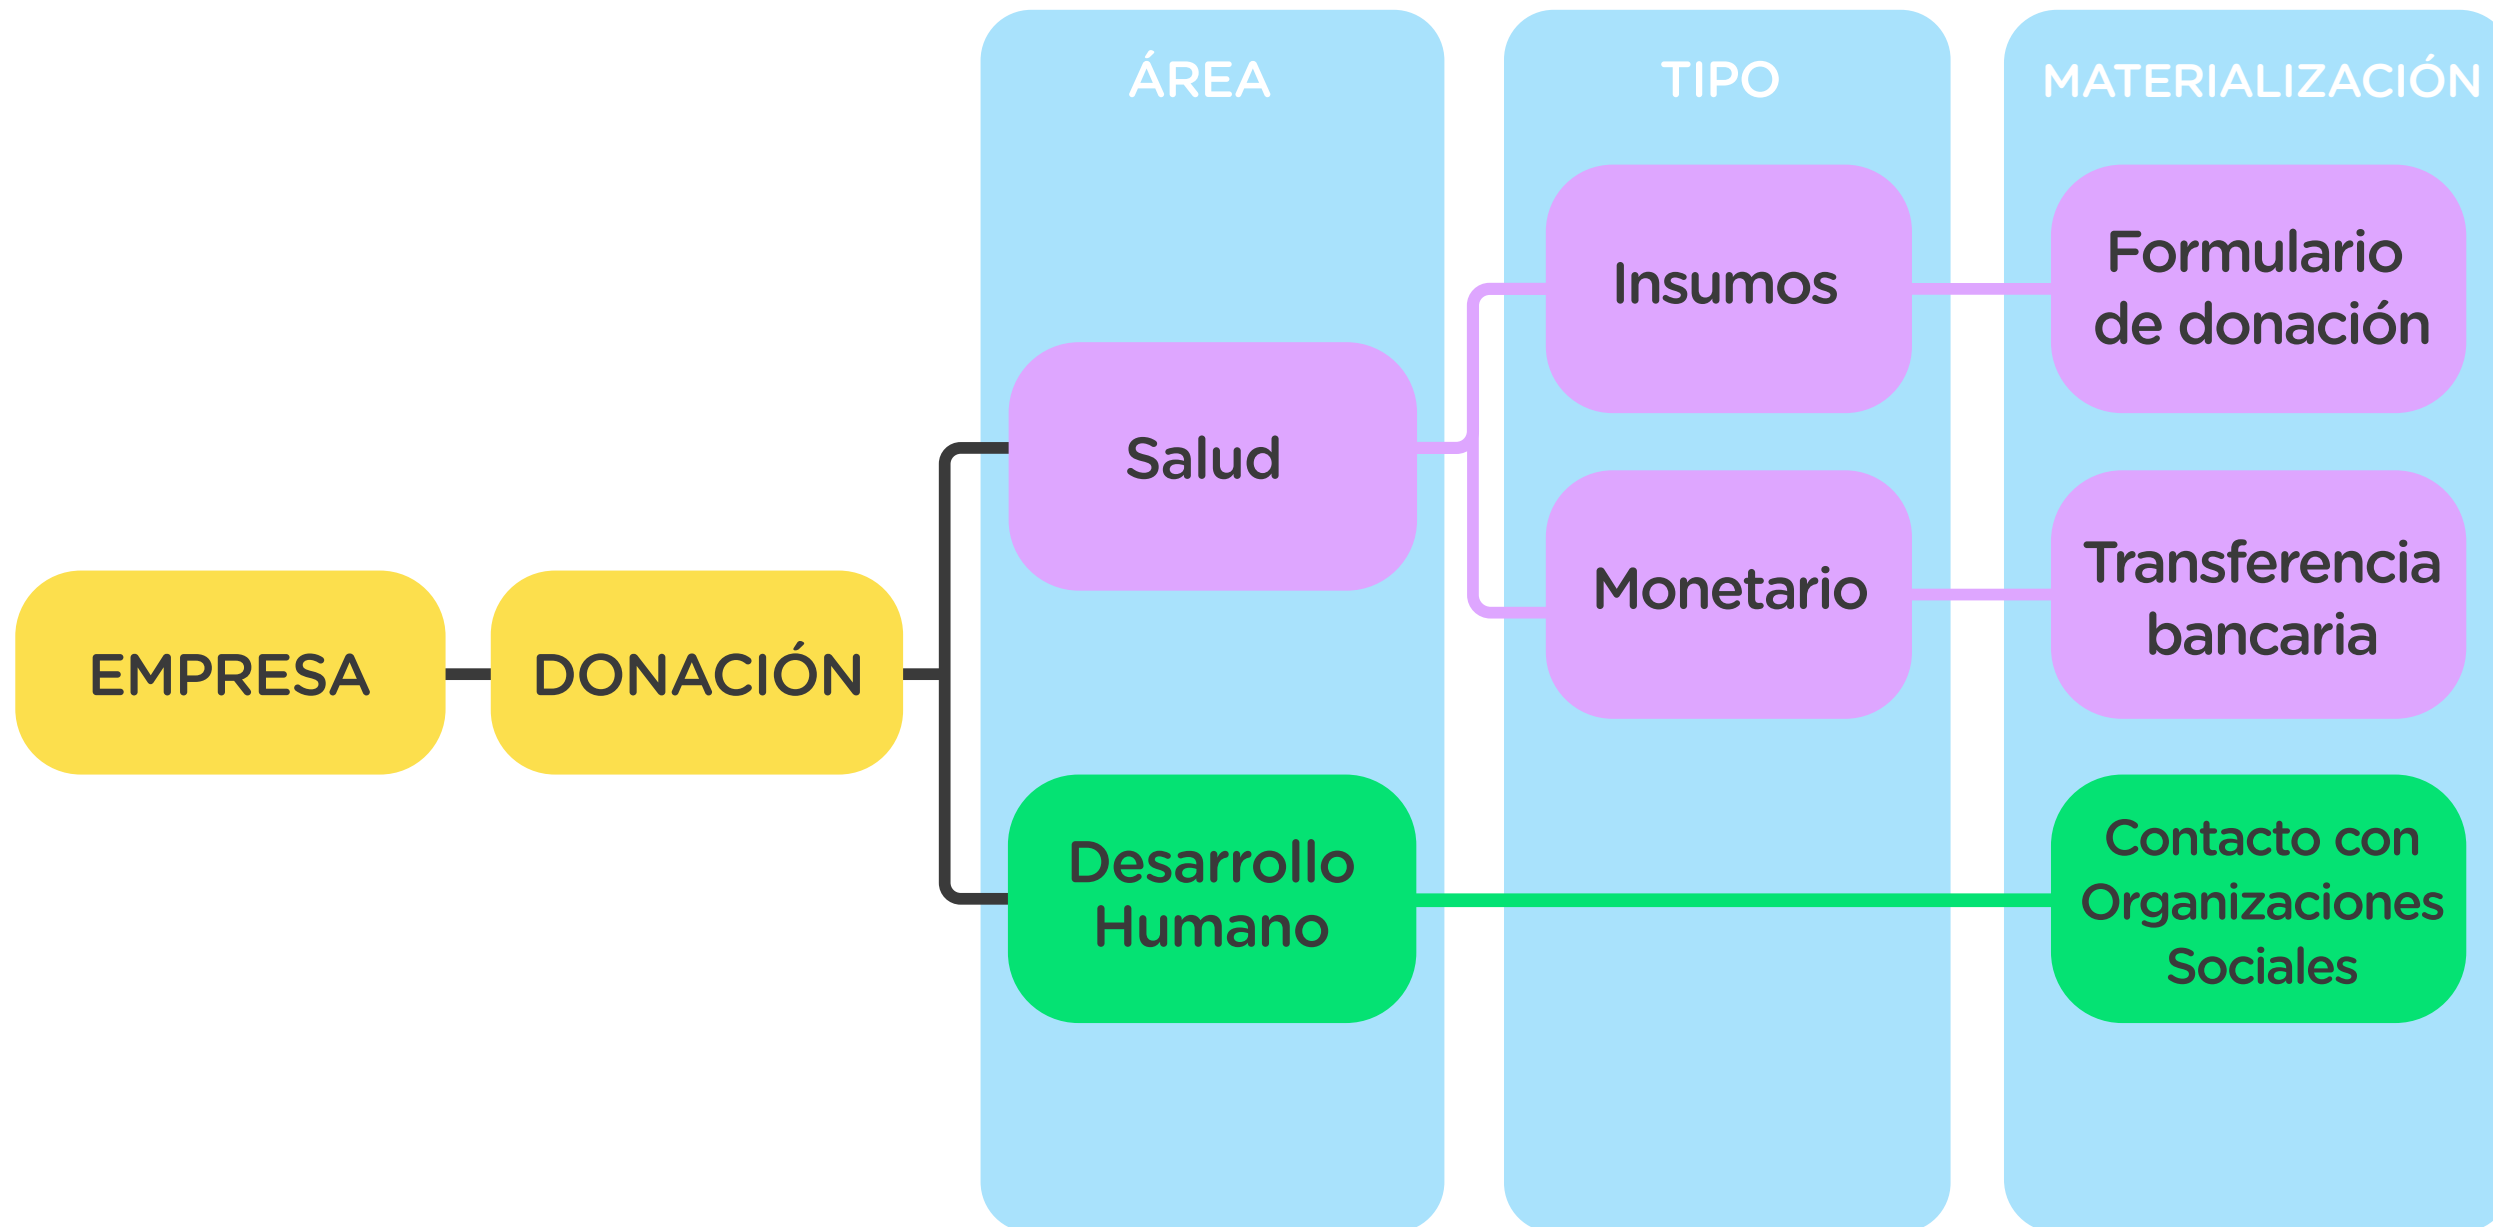 ÁREA
TIPO
MATERIALIZACIÓN
EMPRESA
DONACIÓN
Salud
Insumos
Formulario
de donación
Monetario
Transferencia
bancaria
Desarrollo
Humano
Contacto con
Organizaciones
Sociales